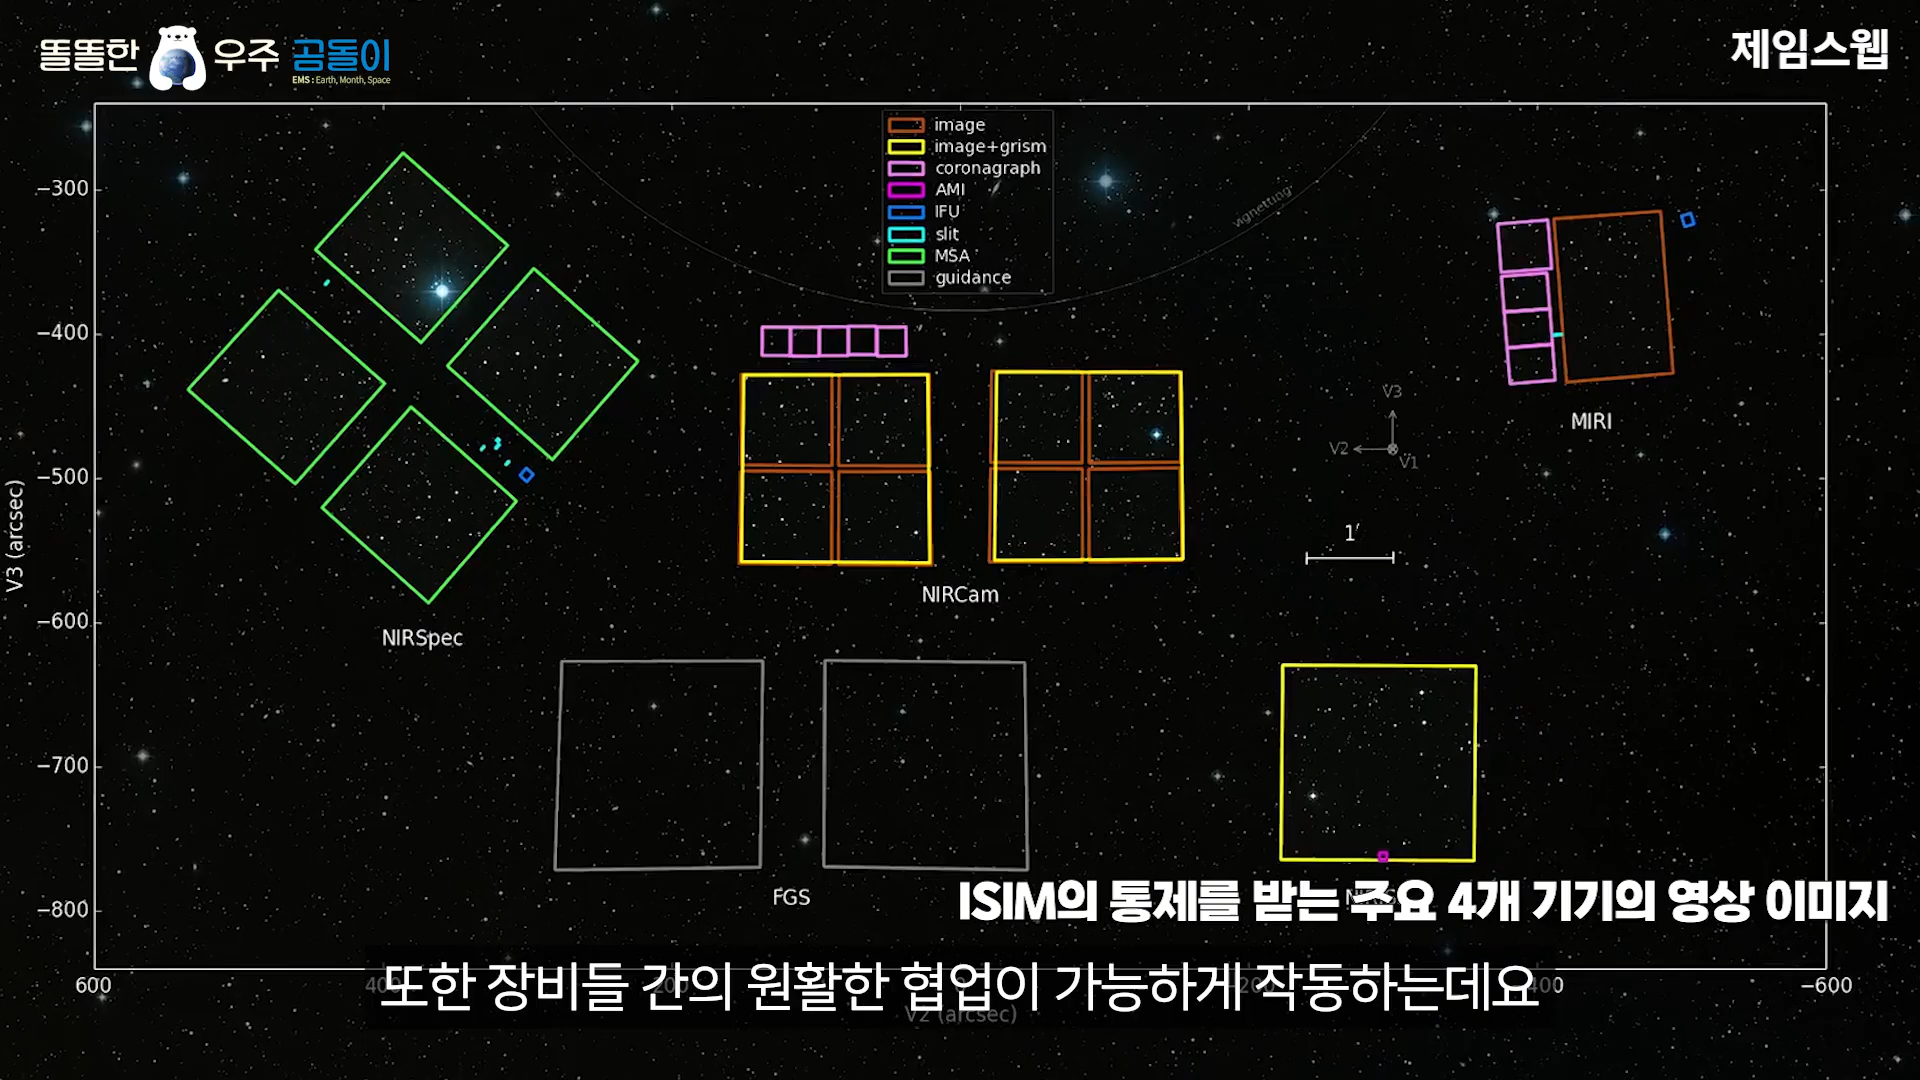 똘똘한 우주 곰돌이
EMS : Earth, Month, Space
제임스웹
image
image+grism
coronagraph
AMI
IFU
slit
MSA
guidance
vignetting
−300
−400
−500
−600
−700
−800
V3 (arcsec)
NIRSpec
NIRCam
MIRI
V3
V2
V1
1′
FGS
ISIM의 통제를 받는 주요 4개 기기의 영상 이미지
또한 장비들 간의 원활한 협업이 가능하게 작동하는데요
600
−600
V2 (arcsec)